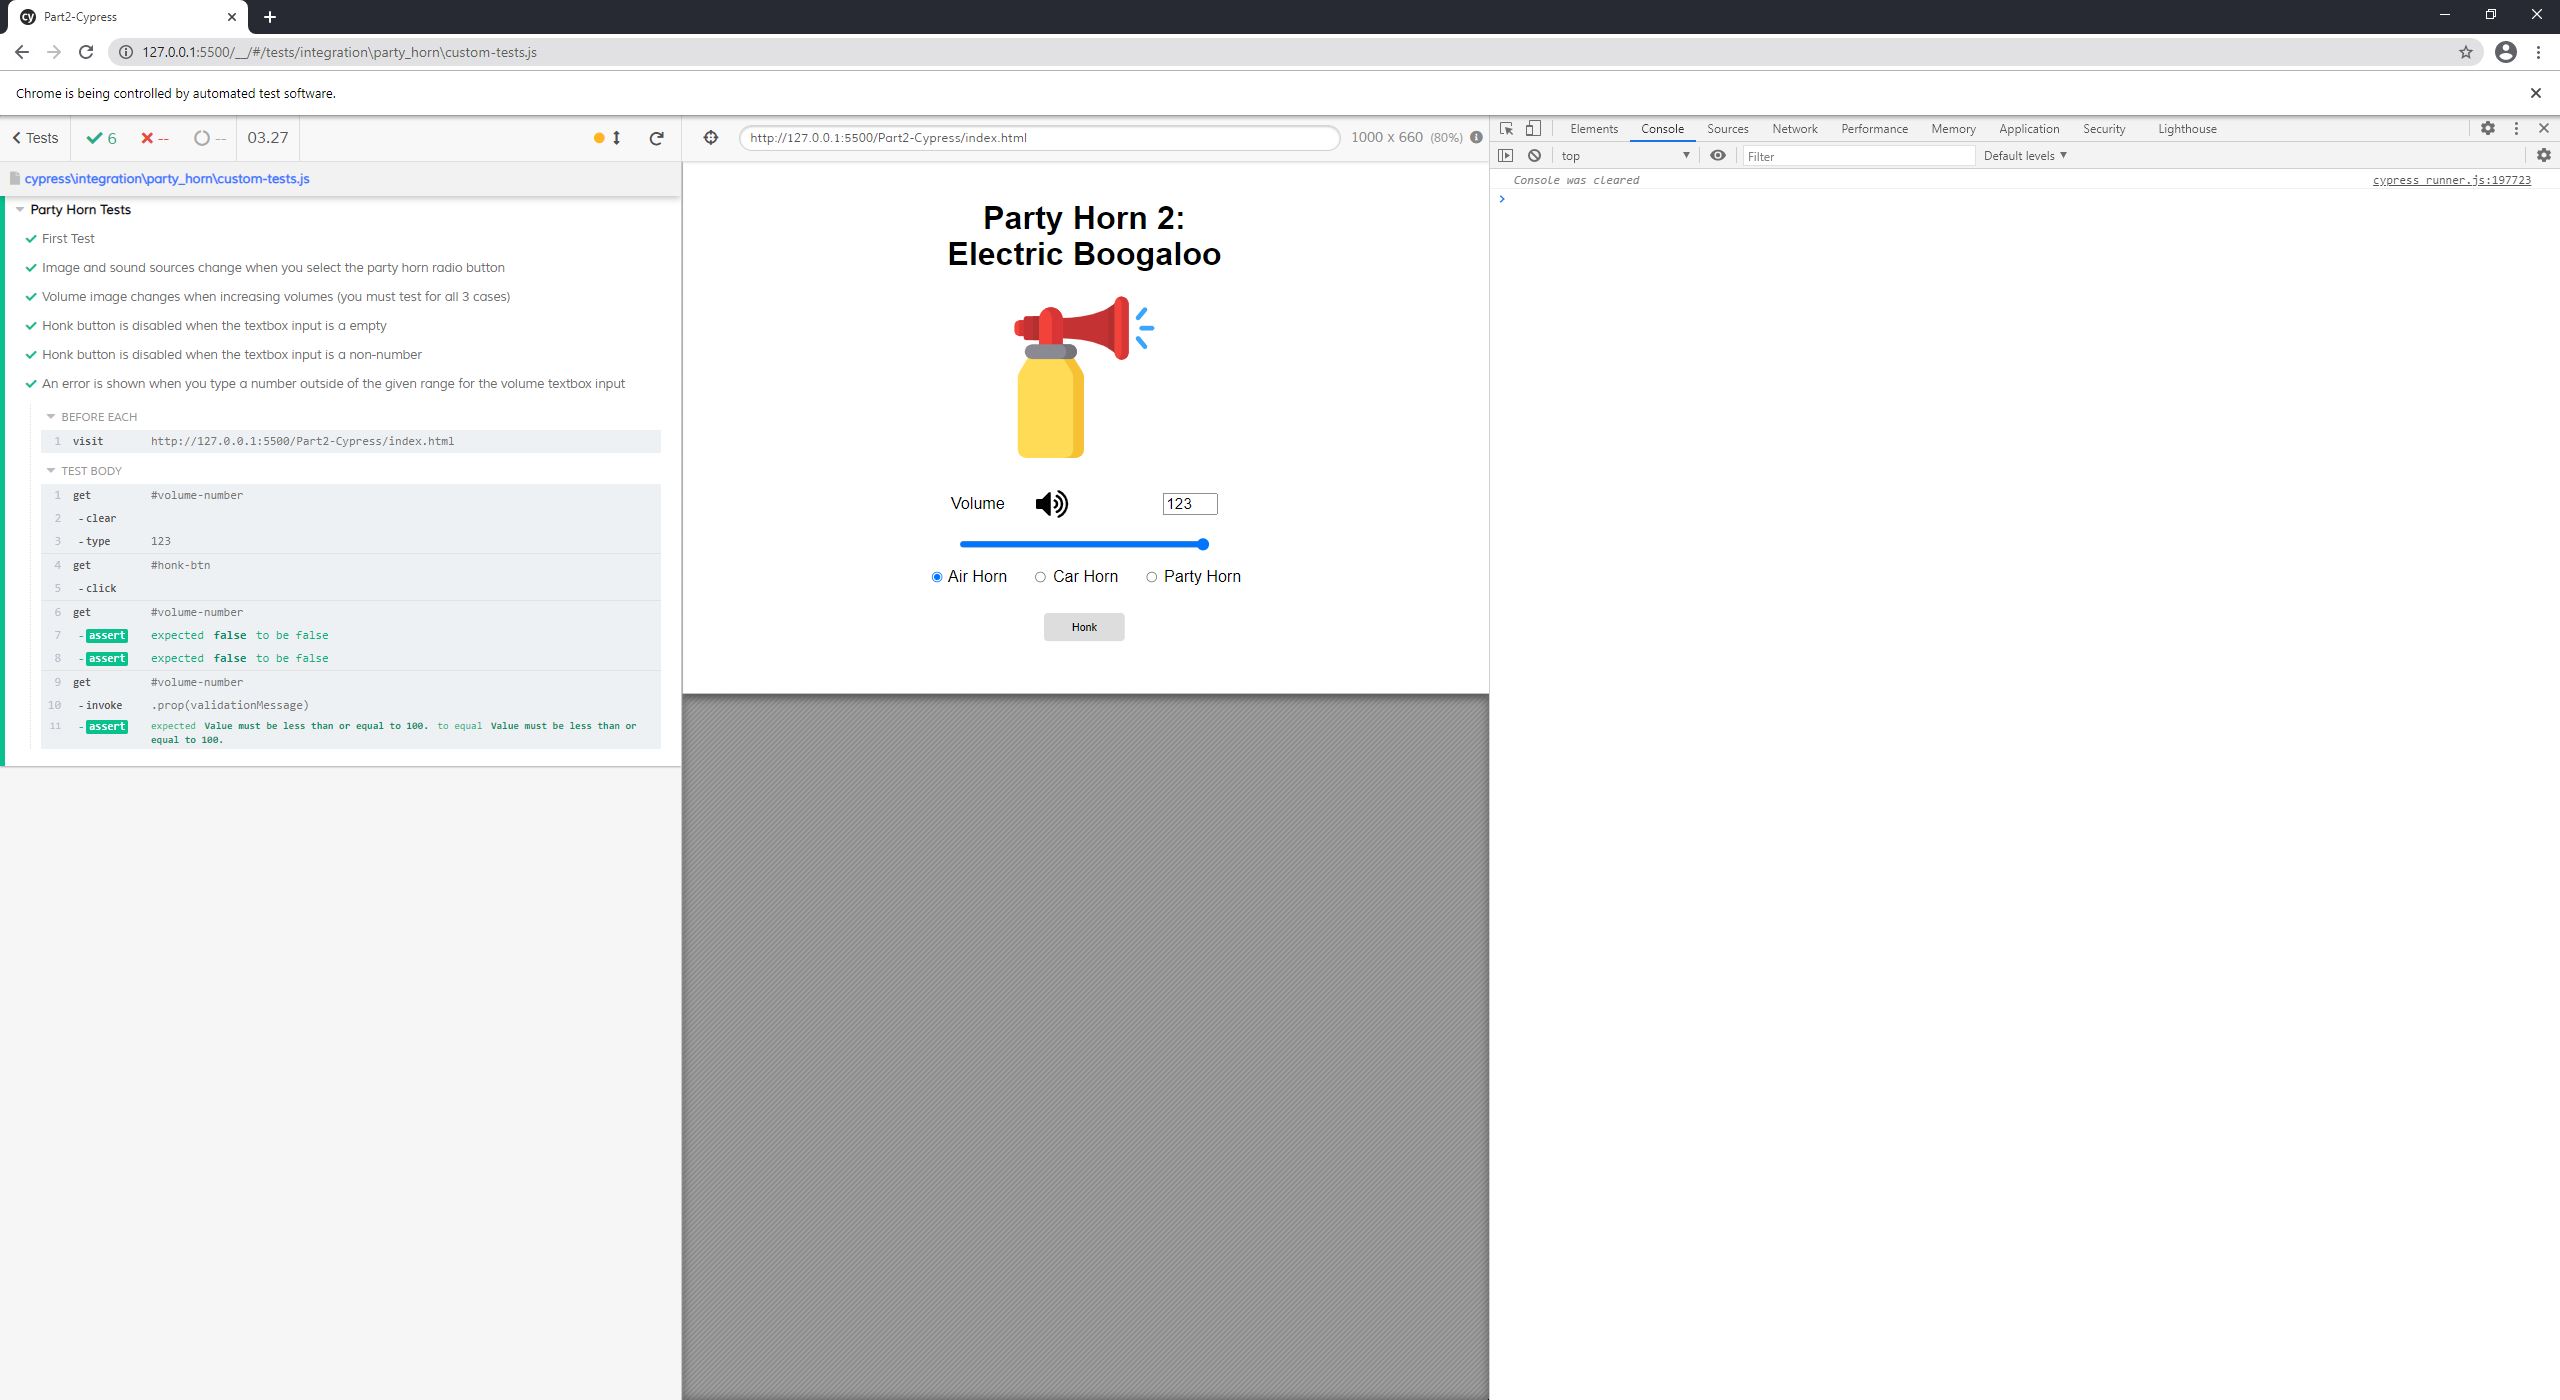 Part2-Cypress
127.0.0.1:5500/__/#/tests/integration\party_horn\custom-tests.js
Chrome is being controlled by automated test software.
Tests 6 -- -- 03.27
cypress\integration\party_horn\custom-tests.js
Party Horn Tests
First Test
Image and sound sources change when you select the party horn radio button
Volume image changes when increasing volumes (you must test for all 3 cases)
Honk button is disabled when the textbox input is a empty
Honk button is disabled when the textbox input is a non-number
An error is shown when you type a number outside of the given range for the volume textbox input
BEFORE EACH
1 visit http://127.0.0.1:5500/Part2-Cypress/index.html
TEST BODY
1 get #volume-number
2 -clear
3 -type 123
4 get #honk-btn
5 -click
6 get #volume-number
7 -assert expected false to be false
8 -assert expected false to be false
9 get #volume-number
10 -invoke .prop(validationMessage)
11 -assert expected Value must be less than or equal to 100. to equal Value must be less than or
equal to 100.
http://127.0.0.1:5500/Part2-Cypress/index.html 1000 x 660 (80%)
Party Horn 2:
Electric Boogaloo
Volume 123
Air Horn Car Horn Party Horn
Honk
Elements Console Sources Network Performance Memory Application Security Lighthouse
top Filter Default levels
Console was cleared cypress_runner.js:197723